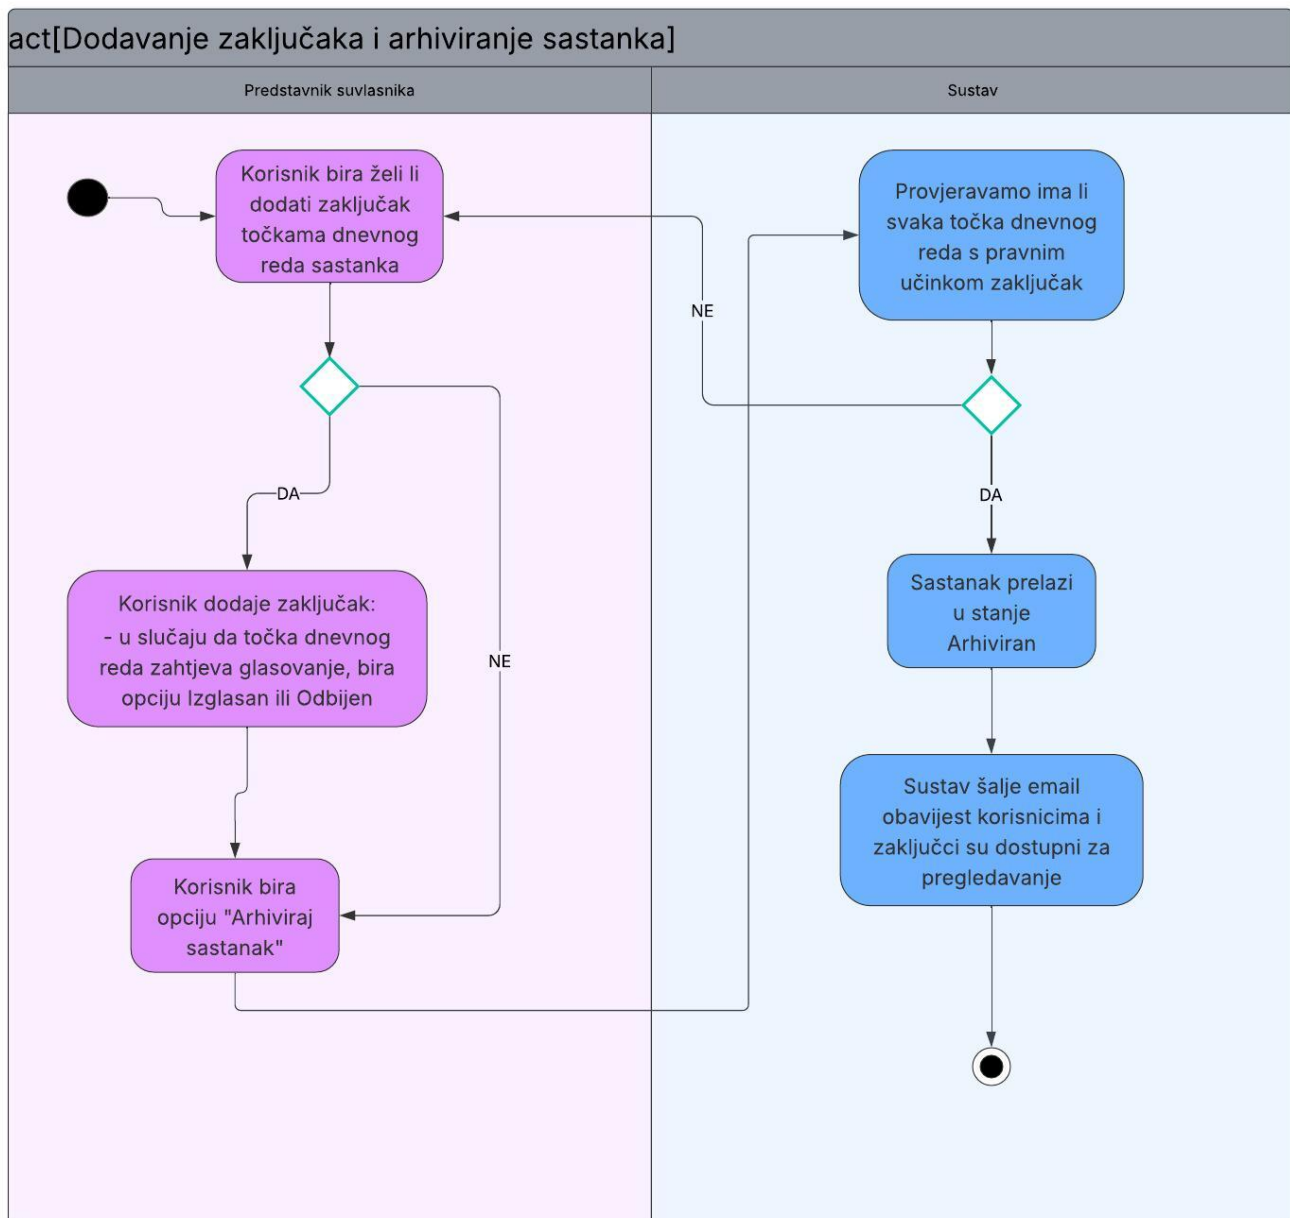 act[Dodavanje zaključaka i arhiviranje sastanka]
Predstavnik suvlasnika
Sustav
Korisnik bira želi li
dodati zaključak
točkama dnevnog
reda sastanka
Provjeravamo ima li
svaka točka dnevnog
reda s pravnim
učinkom zaključak
NE
DA
DA
Korisnik dodaje zaključak:
- u slučaju da točka dnevnog
reda zahtjeva glasovanje, bira
opciju Izglasan ili Odbijen
NE
Sastanak prelazi
u stanje
Arhiviran
Korisnik bira
opciju "Arhiviraj
sastanak"
Sustav šalje email
obavijest korisnicima i
zaključci su dostupni za
pregledavanje